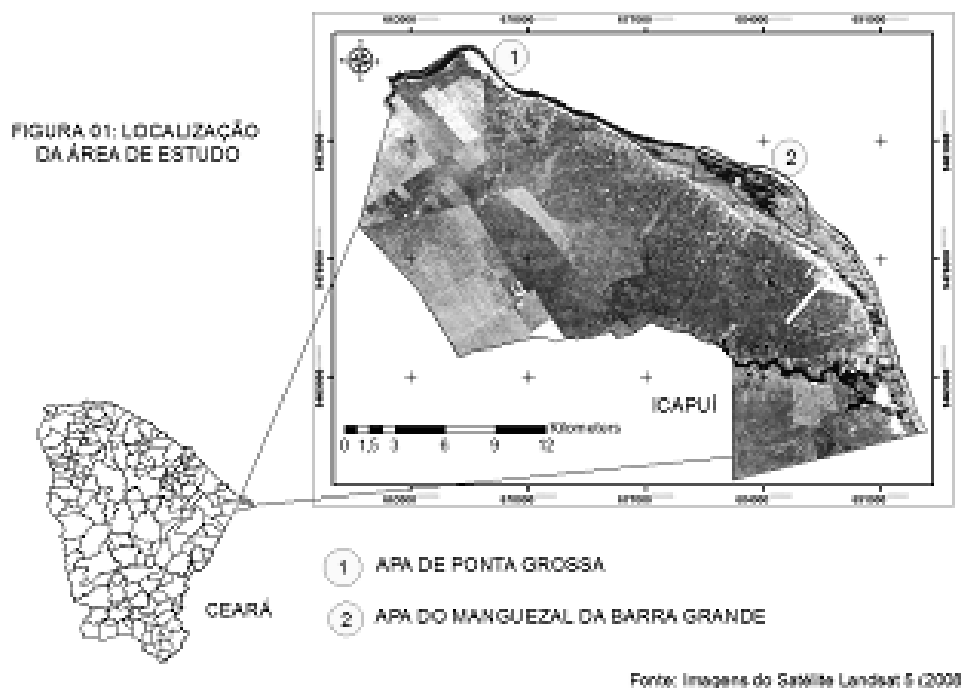 FIGURA 01: LOCALIZAÇÃO
DA ÁREA DE ESTUDO
1
2
ICAPUÍ
Kilometers
0 1,5 3 6 9 12
CEARÁ
1 APA DE PONTA GROSSA
2 APA DO MANGUEZAL DA BARRA GRANDE
Fonte: Imagens do Satélite Landsat 5 (2008